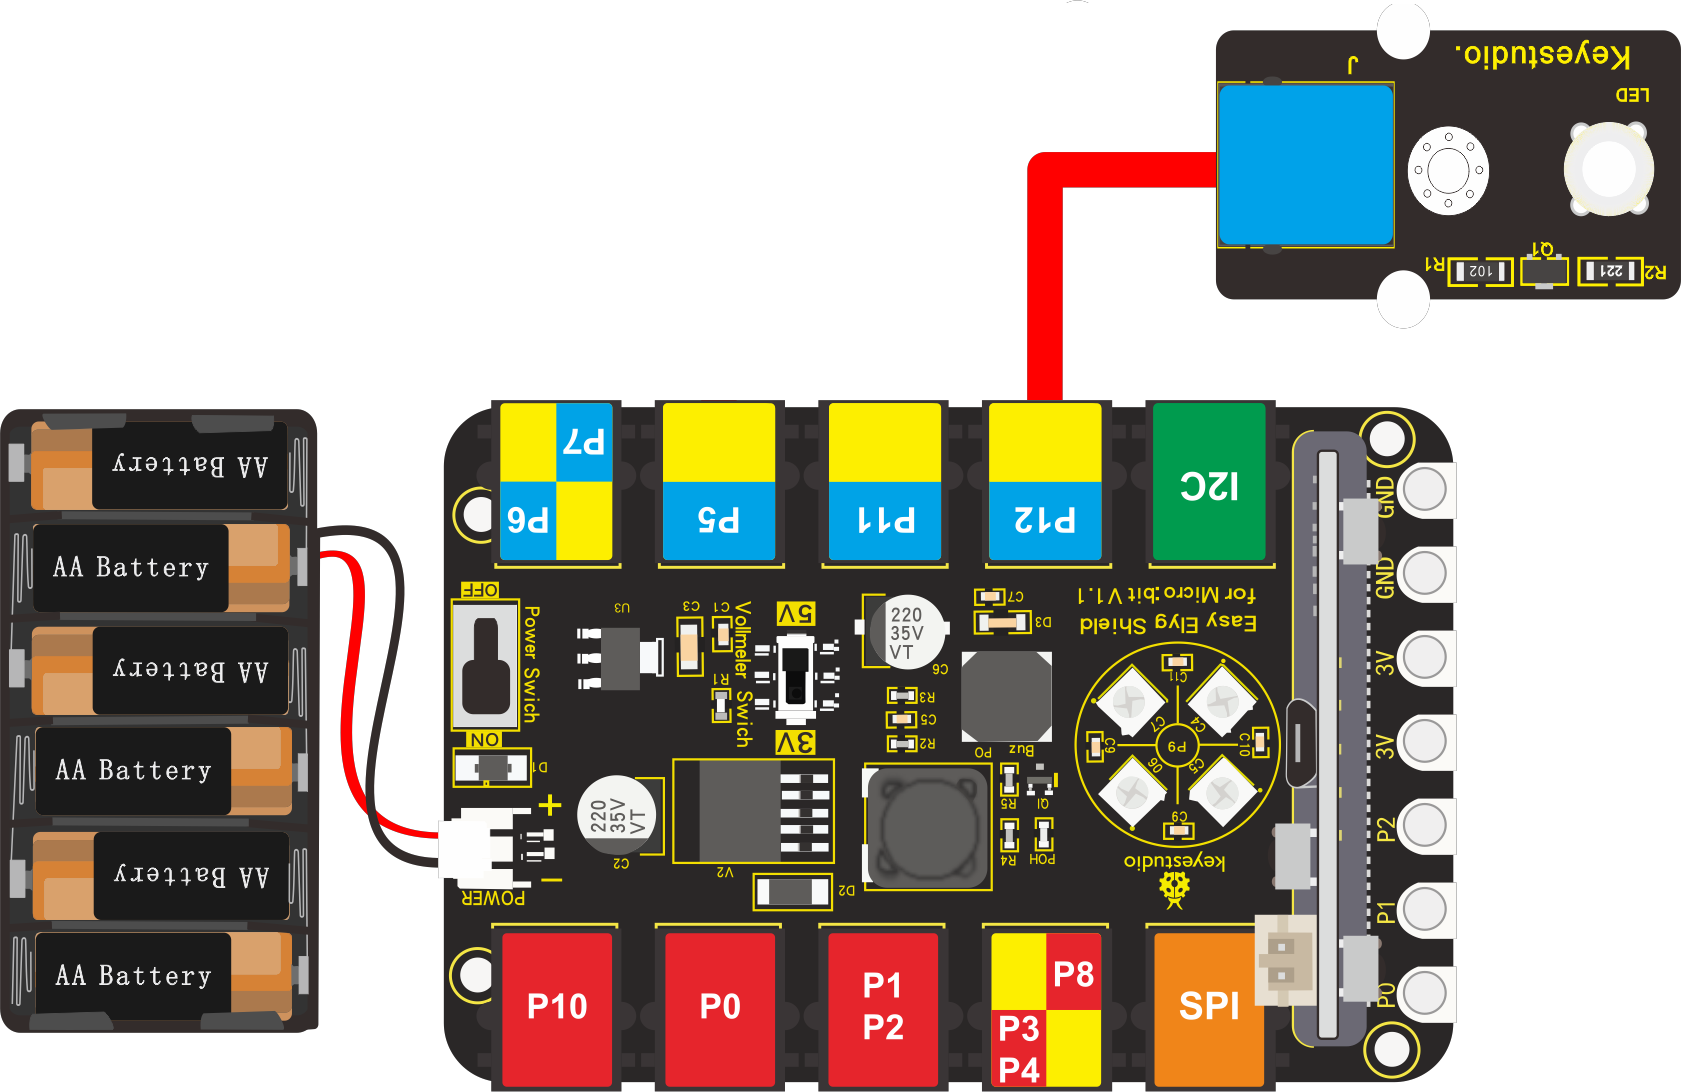 Keyestudio.
J
LED
Q1
R1
102
221
R2
AA Battery
AA Battery
AA Battery
AA Battery
AA Battery
AA Battery
P7
P6
P5
P11
P12
I2C
GND
GND
3V
3V
P2
P1
P0
OFF
Power Swich
ON
D1
+
−
POWER
U3
C3
C1
R1
Vollmeler Swich
5V
3V
220
35V
VT
C6
C7
D3
Easy Elyg Shield
for Micro:bit V1.1
R3
C5
R2
PO
Buz
R5
Q1
R4
POH
C11
C7
C4
C9
P9
C10
C5
C9
keyestudio
220
35V
VT
C2
V2
D2
P10
P0
P1
P2
P8
P3
P4
SPI